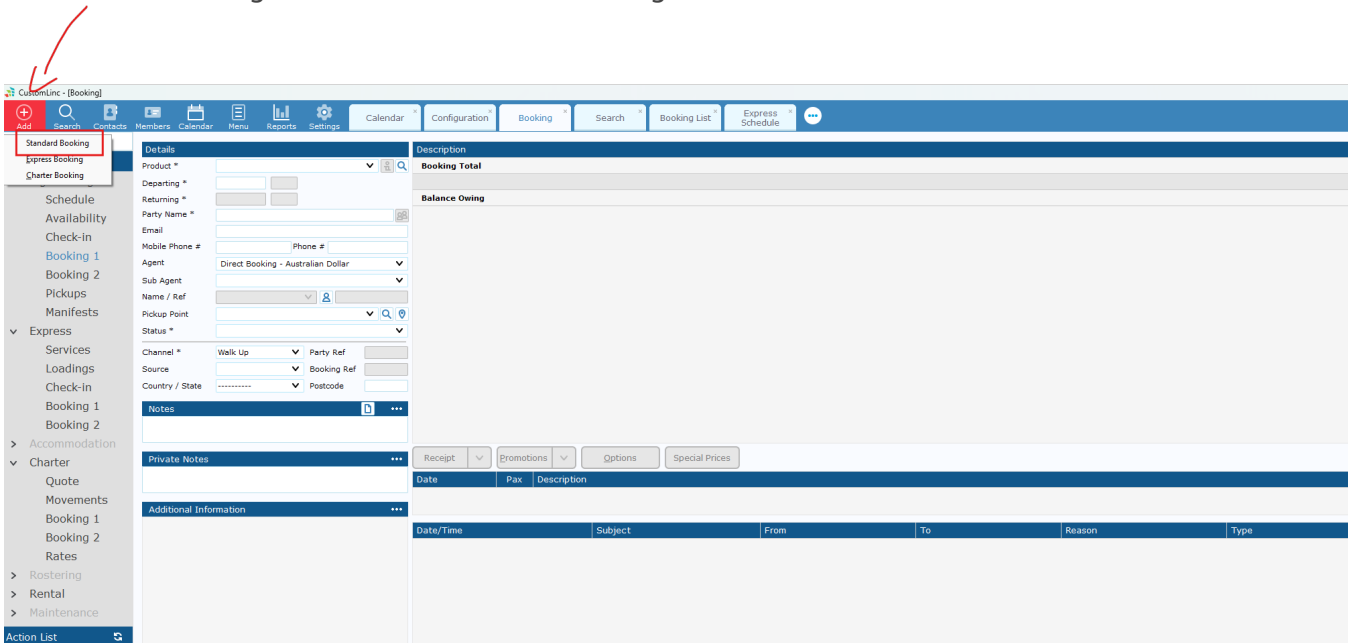 CustomLinc - [Booking]
Add Search Contacts Members Calendar Menu Reports Settings Calendar × Configuration × Booking × Search × Booking List × Express Schedule ×
Standard Booking
Express Booking
Charter Booking
Schedule
Availability
Check-in
Booking 1
Booking 2
Pickups
Manifests
Express
Services
Loadings
Check-in
Booking 1
Booking 2
Accommodation
Charter
Quote
Movements
Booking 1
Booking 2
Rates
Rostering
Rental
Maintenance
Action List
Details
Product *
Departing *
Returning *
Party Name *
Email
Mobile Phone # Phone #
Agent Direct Booking - Australian Dollar
Sub Agent
Name / Ref
Pickup Point
Status *
Channel * Walk Up Party Ref
Source Booking Ref
Country / State ---------- Postcode
Notes
Private Notes
Additional Information
Description
Booking Total
Balance Owing
Receipt Promotions Options Special Prices
Date Pax Description
Date/Time Subject From To Reason Type